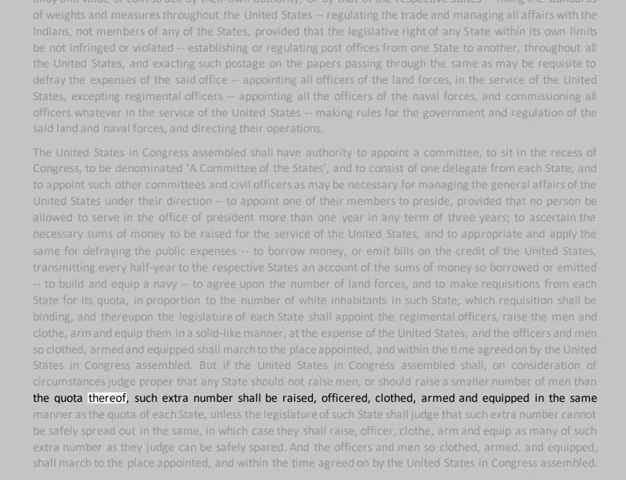 of weights and measures throughout the United States -- regulating the trade and managing all affairs with the
Indians, not members of any of the States, provided that the legislative right of any State within its own limits
be not infringed or violated -- establishing or regulating post offices from one State to another, throughout all
the United States, and exacting such postage on the papers passing through the same as may be requisite to
defray the expenses of the said office -- appointing all officers of the land forces, in the service of the United
States, excepting regimental officers -- appointing all the officers of the naval forces, and commissioning all
officers whatever in the service of the United States -- making rules for the government and regulation of the
said land and naval forces, and directing their operations.
The United States in Congress assembled shall have authority to appoint a committee, to sit in the recess of
Congress, to be denominated 'A Committee of the States', and to consist of one delegate from each State; and
to appoint such other committees and civil officers as may be necessary for managing the general affairs of the
United States under their direction -- to appoint one of their members to preside, provided that no person be
allowed to serve in the office of president more than one year in any term of three years; to ascertain the
necessary sums of money to be raised for the service of the United States, and to appropriate and apply the
same for defraying the public expenses -- to borrow money, or emit bills on the credit of the United States,
transmitting every half-year to the respective States an account of the sums of money so borrowed or emitted
-- to build and equip a navy -- to agree upon the number of land forces, and to make requisitions from each
State for its quota, in proportion to the number of white inhabitants in such State; which requisition shall be
binding, and thereupon the legislature of each State shall appoint the regimental officers, raise the men and
clothe, arm and equip them in a solid-like manner, at the expense of the United States; and the officers and men
so clothed, armed and equipped shall march to the place appointed, and within the time agreed on by the United
States in Congress assembled. But if the United States in Congress assembled shall, on consideration of
circumstances judge proper that any State should not raise men, or should raise a smaller number of men than
the quota thereof, such extra number shall be raised, officered, clothed, armed and equipped in the same
manner as the quota of each State, unless the legislature of such State shall judge that such extra number cannot
be safely spread out in the same, in which case they shall raise, officer, clothe, arm and equip as many of such
extra number as they judge can be safely spared. And the officers and men so clothed, armed, and equipped,
shall march to the place appointed, and within the time agreed on by the United States in Congress assembled.